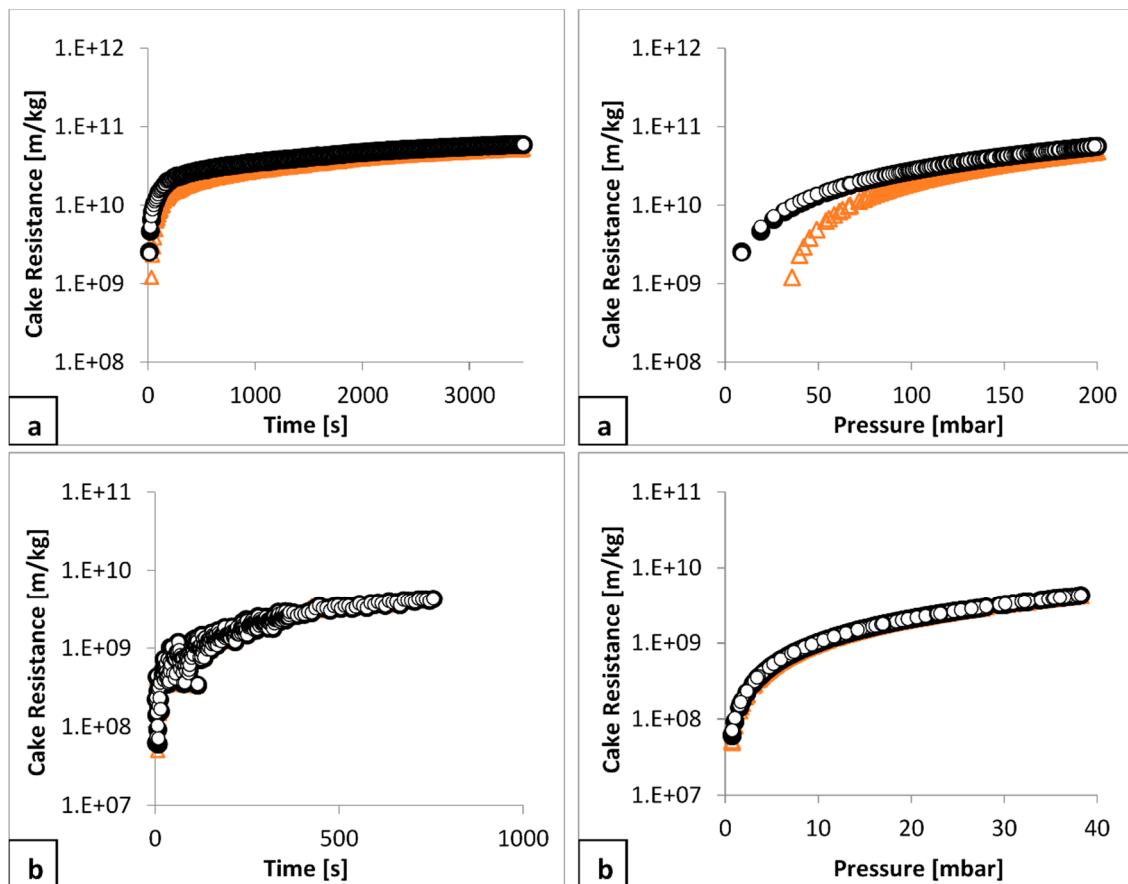 1.E+12
1.E+11
1.E+10
1.E+09
1.E+08
Cake Resistance [m/kg]
0 1000 2000 3000
Time [s]
a
1.E+12
1.E+11
1.E+10
1.E+09
1.E+08
Cake Resistance [m/kg]
0 50 100 150 200
Pressure [mbar]
a
1.E+11
1.E+10
1.E+09
1.E+08
1.E+07
Cake Resistance [m/kg]
0 500 1000
Time [s]
b
1.E+11
1.E+10
1.E+09
1.E+08
1.E+07
Cake Resistance [m/kg]
0 10 20 30 40
Pressure [mbar]
b